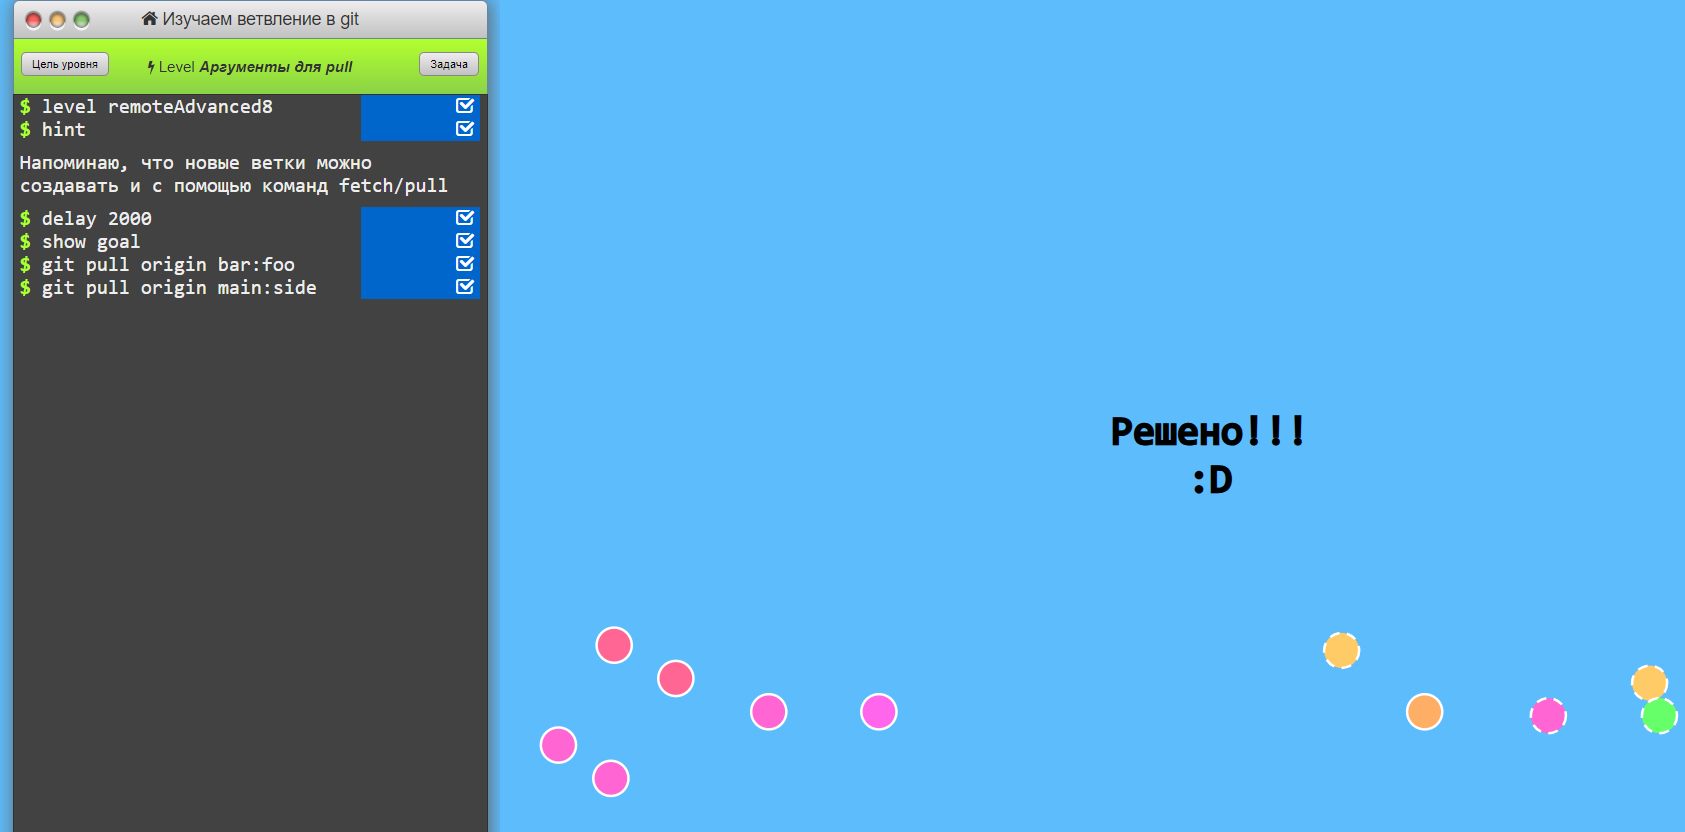 Изучаем ветвление в git
Цель уровня
Level Аргументы для pull
Задача
$ level remoteAdvanced8
$ hint
Напоминаю, что новые ветки можно
создавать и с помощью команд fetch/pull
$ delay 2000
$ show goal
$ git pull origin bar:foo
$ git pull origin main:side
Решено!!!
:D